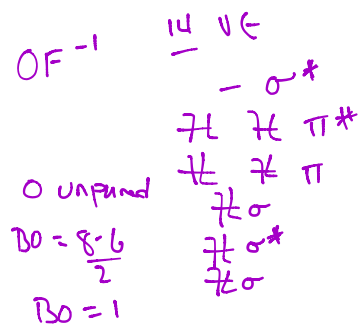 OF⁻¹ 14 VE
— σ*
⥮ ⥮ π*
⥮ ⥮ π
0 unpaired ⥮ σ
BO = 8-6/2 ⥮ σ*
⥮ σ
BO = 1